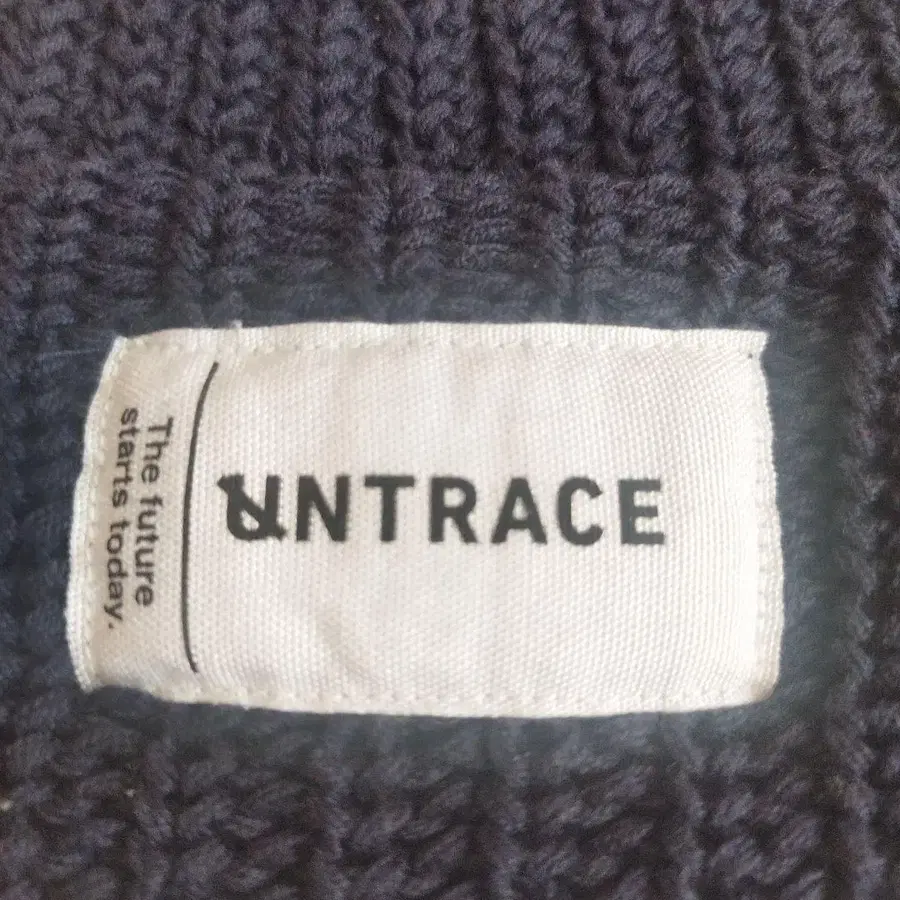 The future
starts today.
UNTRACE